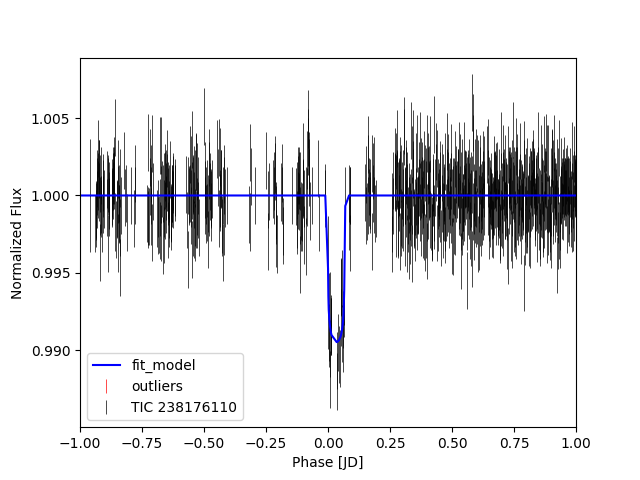 1.005
1.000
0.995
0.990
Normalized Flux
fit_model
outliers
TIC 238176110
−1.00 −0.75 −0.50 −0.25 0.00 0.25 0.50 0.75 1.00
Phase [JD]